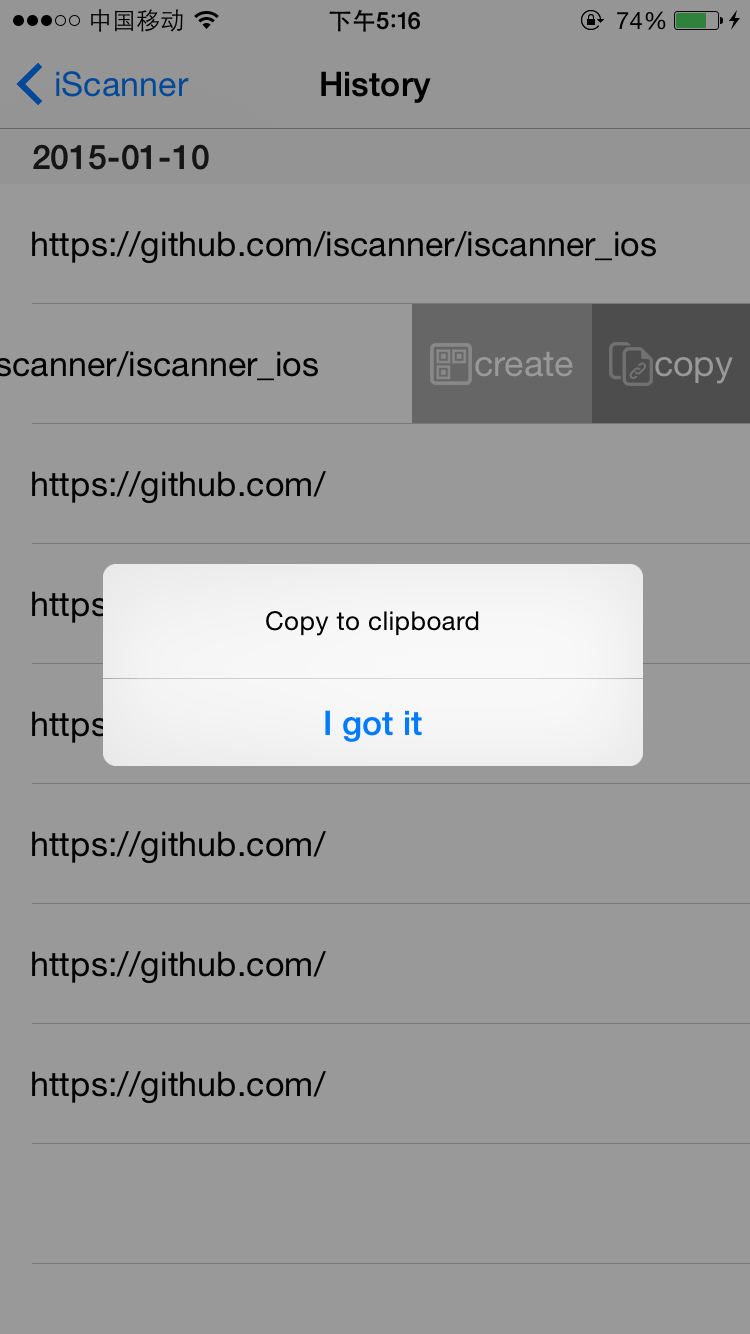 中国移动 下午5:16 74%
iScanner History
2015-01-10
https://github.com/iscanner/iscanner_ios
scanner/iscanner_ios create copy
https://github.com/
https
Copy to clipboard
https
I got it
https://github.com/
https://github.com/
https://github.com/